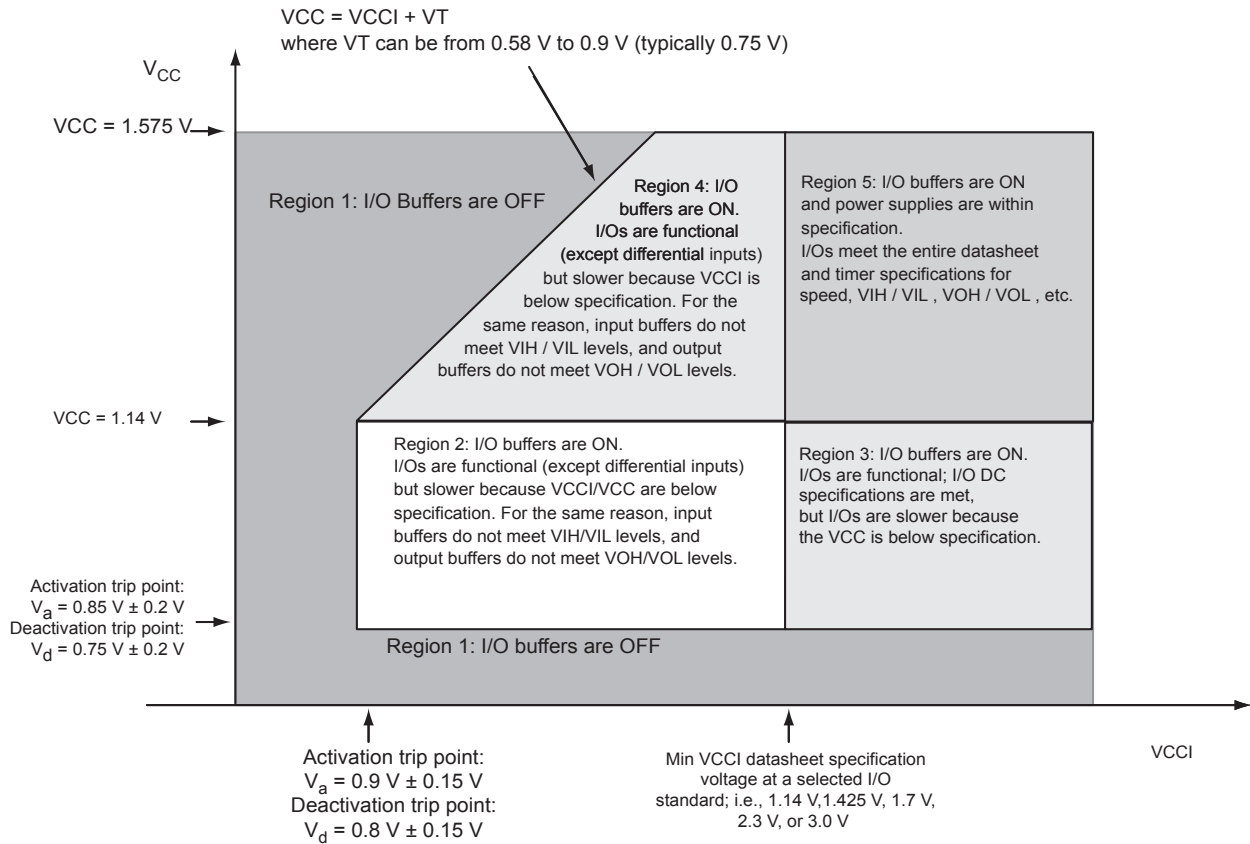 VCC = VCCI + VT
where VT can be from 0.58 V to 0.9 V (typically 0.75 V)
VCC
VCC = 1.575 V
Region 1: I/O Buffers are OFF
Region 4: I/O
buffers are ON.
I/Os are functional
(except differential inputs)
but slower because VCCI is
below specification. For the
same reason, input buffers do not
meet VIH / VIL levels, and output
buffers do not meet VOH / VOL levels.
Region 5: I/O buffers are ON
and power supplies are within
specification.
I/Os meet the entire datasheet
and timer specifications for
speed, VIH / VIL , VOH / VOL , etc.
VCC = 1.14 V
Region 2: I/O buffers are ON.
I/Os are functional (except differential inputs)
but slower because VCCI/VCC are below
specification. For the same reason, input
buffers do not meet VIH/VIL levels, and
output buffers do not meet VOH/VOL levels.
Region 3: I/O buffers are ON.
I/Os are functional; I/O DC
specifications are met,
but I/Os are slower because
the VCC is below specification.
Activation trip point:
Va = 0.85 V ± 0.2 V
Deactivation trip point:
Vd = 0.75 V ± 0.2 V
Region 1: I/O buffers are OFF
Activation trip point:
Va = 0.9 V ± 0.15 V
Deactivation trip point:
Vd = 0.8 V ± 0.15 V
Min VCCI datasheet specification
voltage at a selected I/O
standard; i.e., 1.14 V,1.425 V, 1.7 V,
2.3 V, or 3.0 V
VCCI